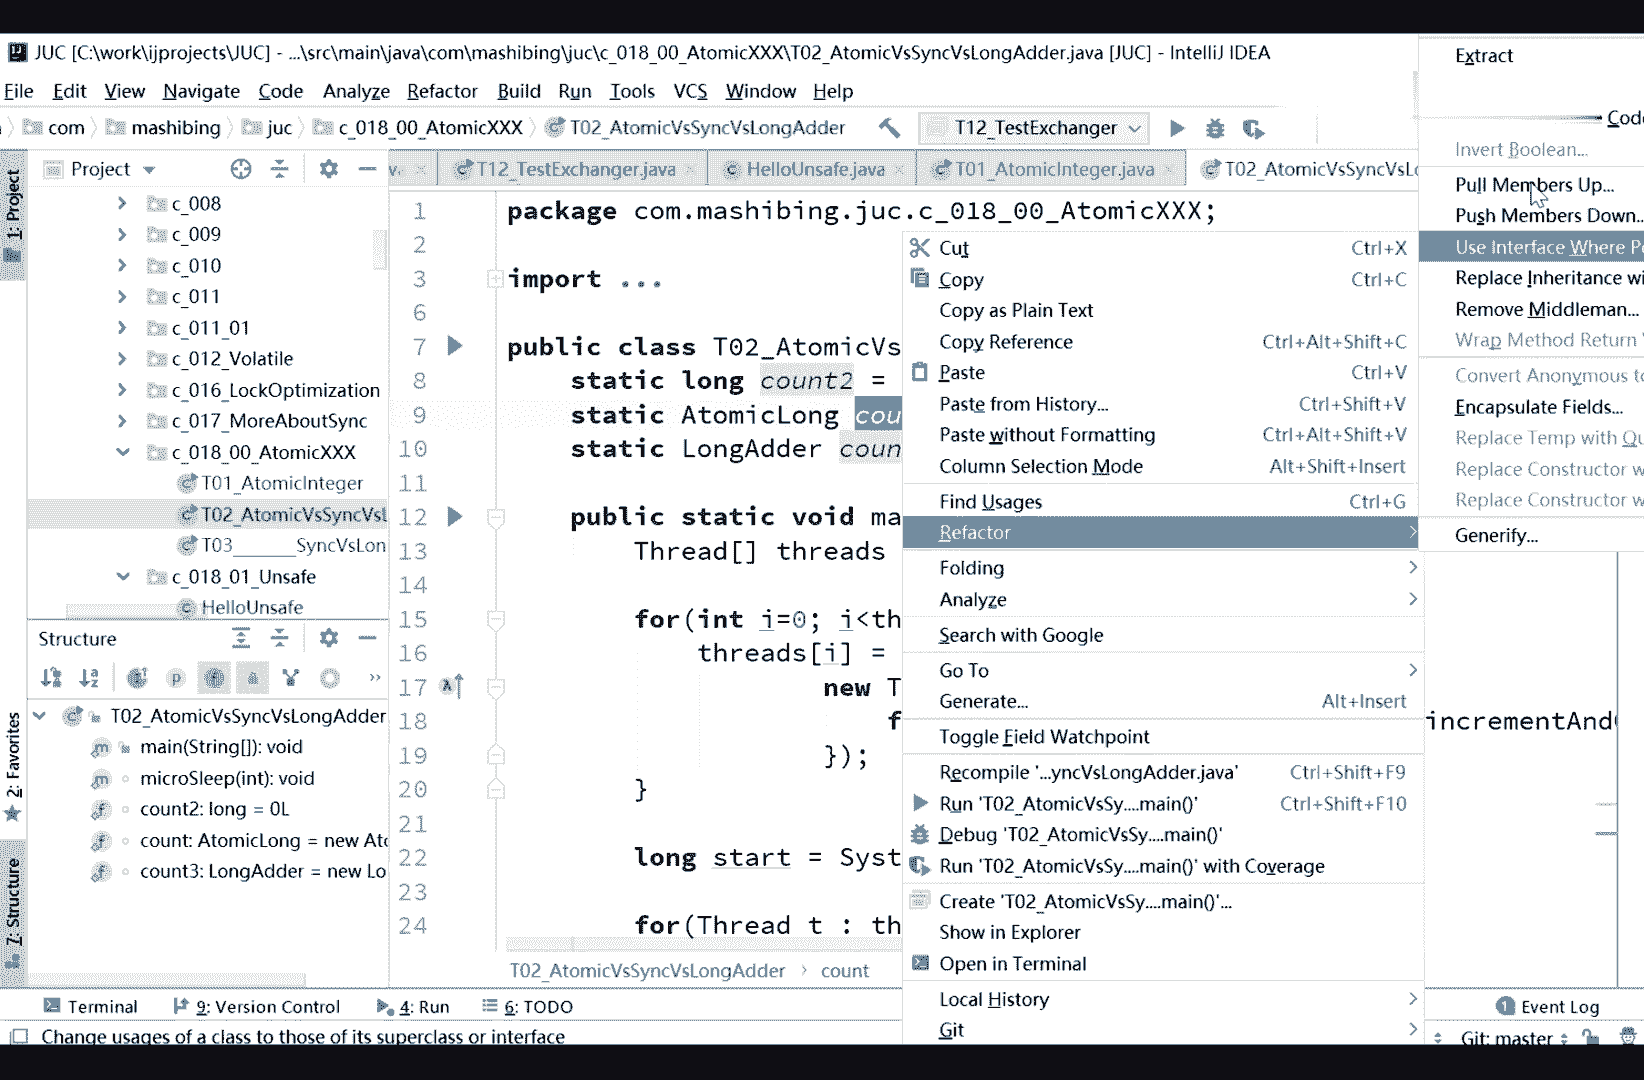 JUC [C:\work\ijprojects\JUC] - ...\src\main\java\com\mashibing\juc\c_018_00_AtomicXXX\T02_AtomicVsSyncVsLongAdder.java [JUC] - IntelliJ IDEA
File Edit View Navigate Code Analyze Refactor Build Run Tools VCS Window Help
com mashibing juc c_018_00_AtomicXXX T02_AtomicVsSyncVsLongAdder T12_TestExchanger
1: Project
Project
T12_TestExchanger.java HelloUnsafe.java T01_AtomicInteger.java T02_AtomicVsSyncVsLo
c_008
c_009
c_010
c_011
c_011_01
c_012_Volatile
c_016_LockOptimization
c_017_MoreAboutSync
c_018_00_AtomicXXX
T01_AtomicInteger
T02_AtomicVsSyncVsL
T03______SyncVsLon
c_018_01_Unsafe
HelloUnsafe
Structure
T02_AtomicVsSyncVsLongAdder
main(String[]): void
microSleep(int): void
count2: long = 0L
count: AtomicLong = new Ato
count3: LongAdder = new Lo
2: Favorites
7: Structure
1 package com.mashibing.juc.c_018_00_AtomicXXX;
2
3 import ...
6
7 public class T02_AtomicVs
8 static long count2 =
9 static AtomicLong cou
10 static LongAdder coun
11
12 public static void ma
13 Thread[] threads
14
15 for(int i=0; i<th
16 threads[i] =
17 new T
18 f incrementAnd
19 });
20 }
21
22 long start = Syst
23
24 for(Thread t : th
T02_AtomicVsSyncVsLongAdder › count
Cut Ctrl+X
Copy Ctrl+C
Copy as Plain Text
Copy Reference Ctrl+Alt+Shift+C
Paste Ctrl+V
Paste from History... Ctrl+Shift+V
Paste without Formatting Ctrl+Alt+Shift+V
Column Selection Mode Alt+Shift+Insert
Find Usages Ctrl+G
Refactor
Folding
Analyze
Search with Google
Go To
Generate... Alt+Insert
Toggle Field Watchpoint
Recompile '...yncVsLongAdder.java' Ctrl+Shift+F9
Run 'T02_AtomicVsSy....main()' Ctrl+Shift+F10
Debug 'T02_AtomicVsSy....main()'
Run 'T02_AtomicVsSy....main()' with Coverage
Create 'T02_AtomicVsSy....main()'...
Show in Explorer
Open in Terminal
Local History
Git
Extract
Code
Invert Boolean...
Pull Members Up...
Push Members Down..
Use Interface Where Po
Replace Inheritance wi
Remove Middleman...
Wrap Method Return
Convert Anonymous to
Encapsulate Fields...
Replace Temp with Qu
Replace Constructor w
Replace Constructor w
Generify...
Terminal 9: Version Control 4: Run 6: TODO 1 Event Log
Change usages of a class to those of its superclass or interface Git: master